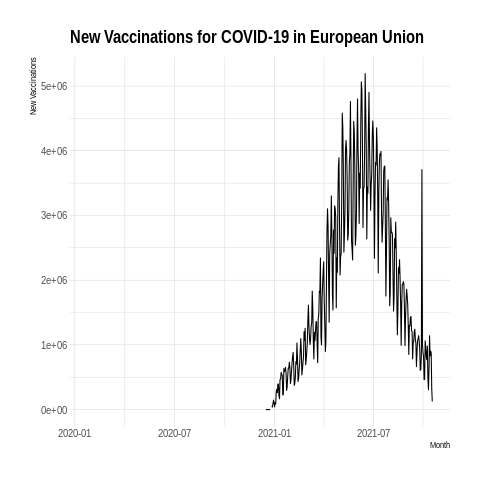 New Vaccinations for COVID-19 in European Union
New Vaccinations
5e+06
4e+06
3e+06
2e+06
1e+06
0e+00
2020-01 2020-07 2021-01 2021-07
Month